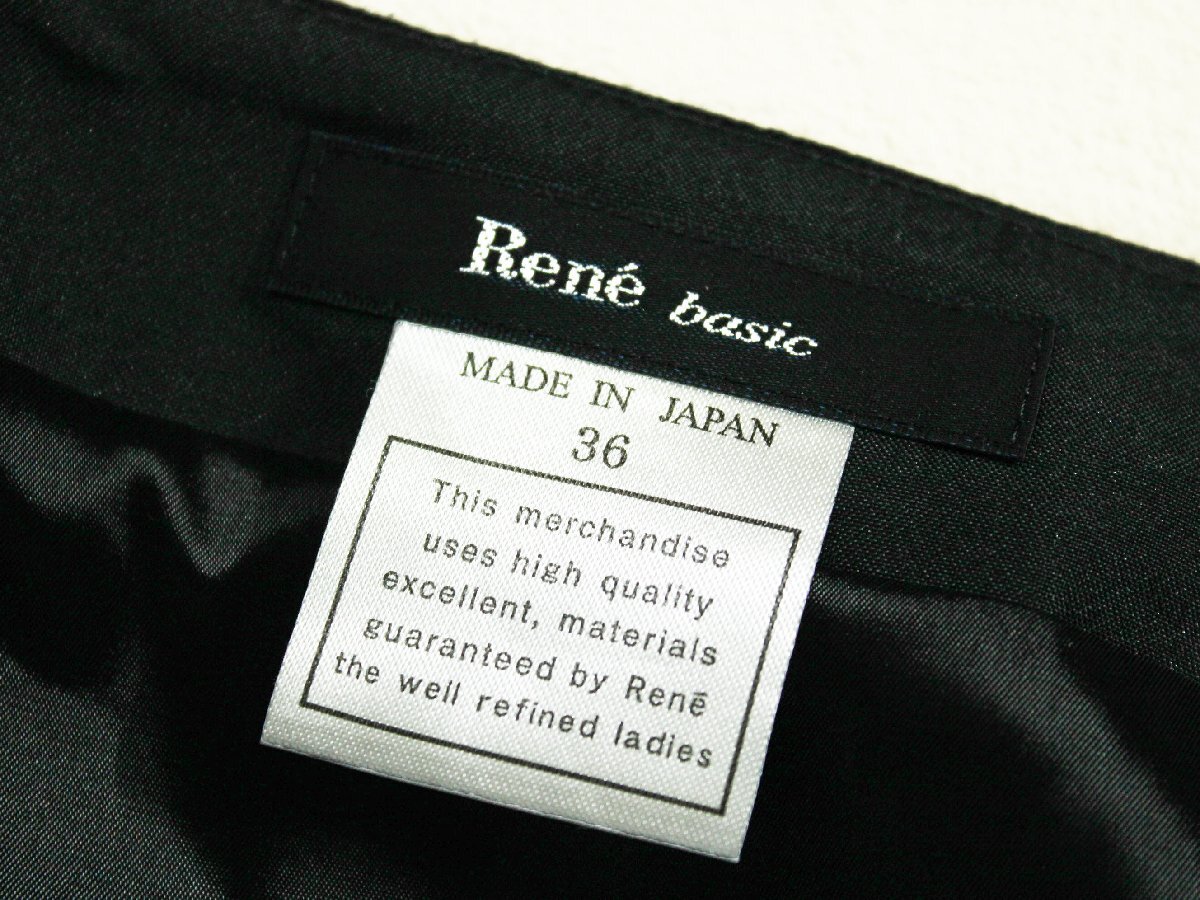 René basic
MADE IN JAPAN
36
This merchandise
uses high quality
excellent, materials
guaranteed by Renē
the well refined ladies